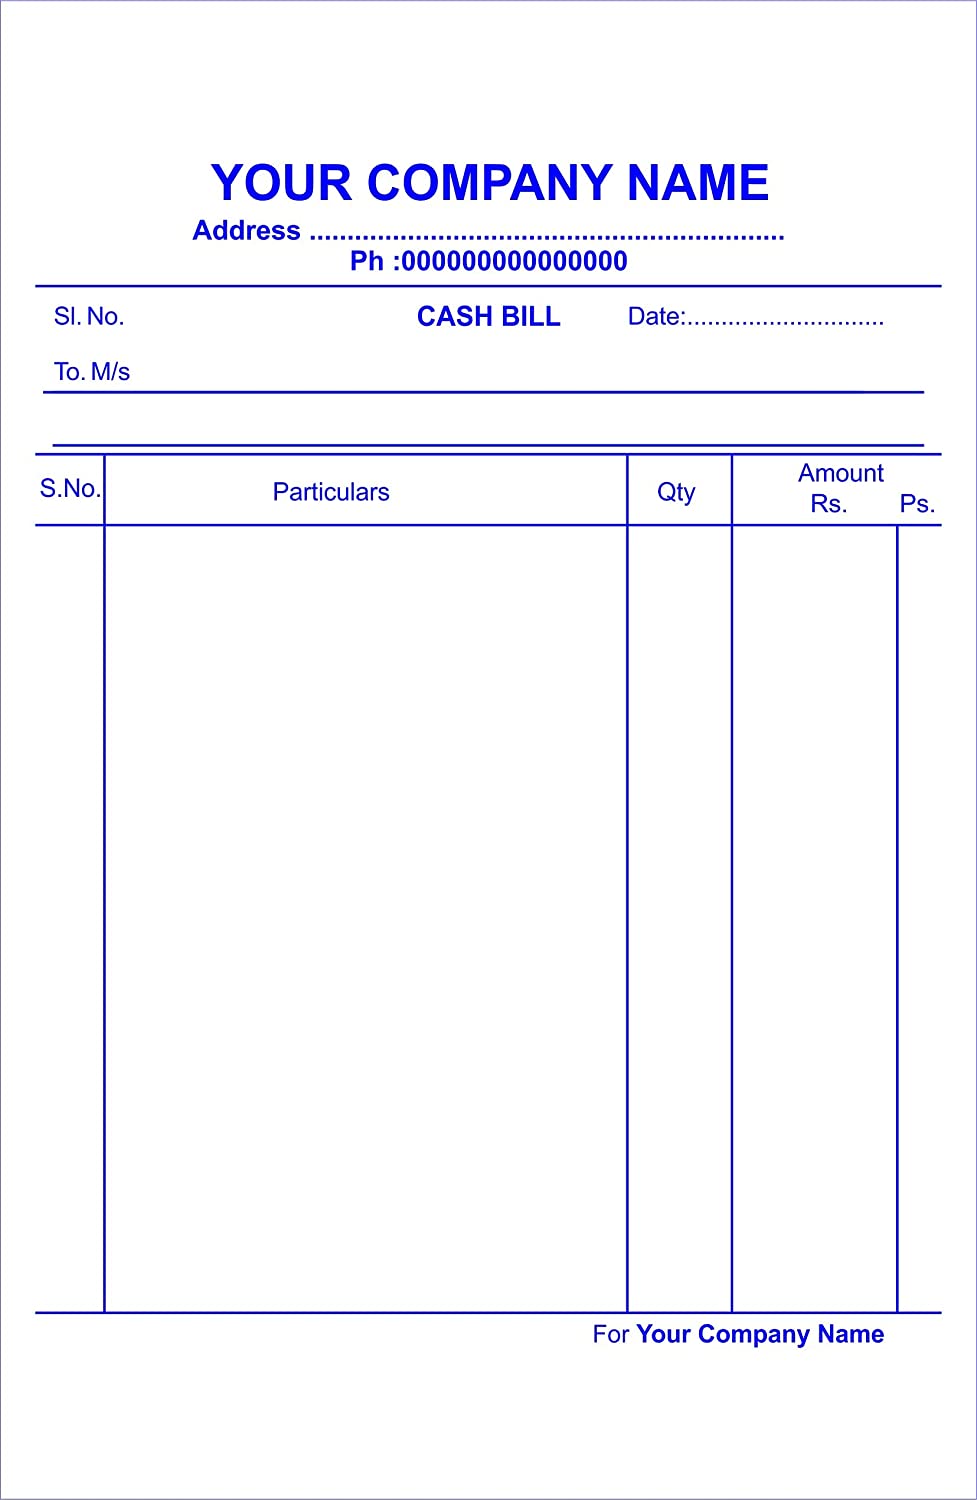 YOUR COMPANY NAME
Address ...............................................................
Ph :000000000000000
Sl. No. CASH BILL Date:.............................
To. M/s
S.No. Particulars Qty Amount
Rs. Ps.
For Your Company Name